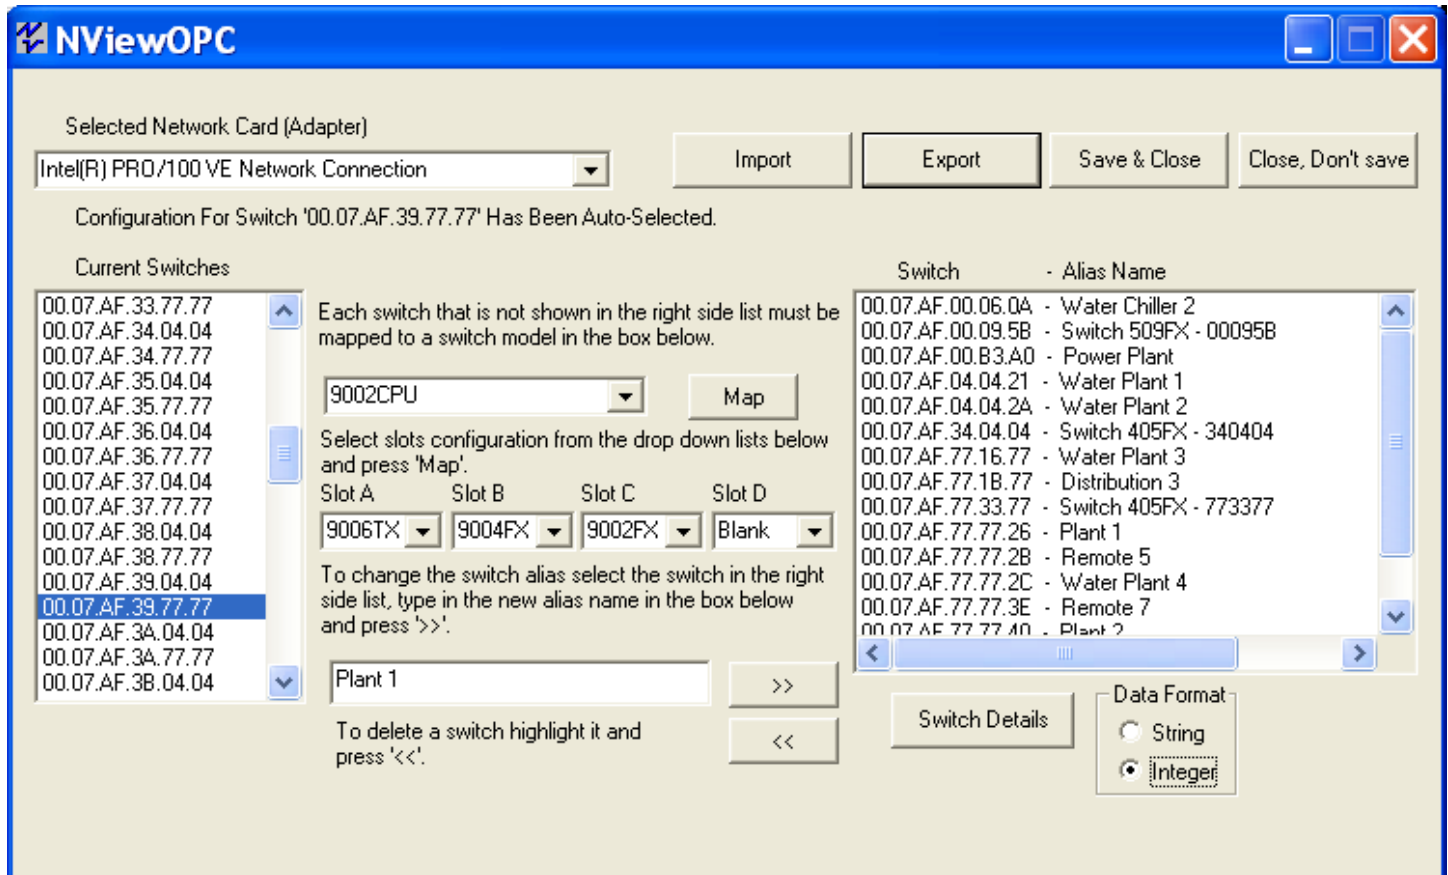 NViewOPC
Selected Network Card (Adapter)
Intel(R) PRO/100 VE Network Connection
Import
Export
Save & Close
Close, Don't save
Configuration For Switch '00.07.AF.39.77.77' Has Been Auto-Selected.
Current Switches
00.07.AF.33.77.77
00.07.AF.34.04.04
00.07.AF.34.77.77
00.07.AF.35.04.04
00.07.AF.35.77.77
00.07.AF.36.04.04
00.07.AF.36.77.77
00.07.AF.37.04.04
00.07.AF.37.77.77
00.07.AF.38.04.04
00.07.AF.38.77.77
00.07.AF.39.04.04
00.07.AF.39.77.77
00.07.AF.3A.04.04
00.07.AF.3A.77.77
00.07.AF.3B.04.04
Each switch that is not shown in the right side list must be
mapped to a switch model in the box below.
9002CPU
Map
Select slots configuration from the drop down lists below
and press 'Map'.
Slot A Slot B Slot C Slot D
9006TX 9004FX 9002FX Blank
To change the switch alias select the switch in the right
side list, type in the new alias name in the box below
and press '>>'.
Plant 1
>>
To delete a switch highlight it and
press '<<'.
<<
Switch - Alias Name
00.07.AF.00.06.0A - Water Chiller 2
00.07.AF.00.09.5B - Switch 509FX - 00095B
00.07.AF.00.B3.A0 - Power Plant
00.07.AF.04.04.21 - Water Plant 1
00.07.AF.04.04.2A - Water Plant 2
00.07.AF.34.04.04 - Switch 405FX - 340404
00.07.AF.77.16.77 - Water Plant 3
00.07.AF.77.1B.77 - Distribution 3
00.07.AF.77.33.77 - Switch 405FX - 773377
00.07.AF.77.77.26 - Plant 1
00.07.AF.77.77.2B - Remote 5
00.07.AF.77.77.2C - Water Plant 4
00.07.AF.77.77.3E - Remote 7
00.07.AF.77.77.40 - Plant 2
Switch Details
Data Format
String
Integer